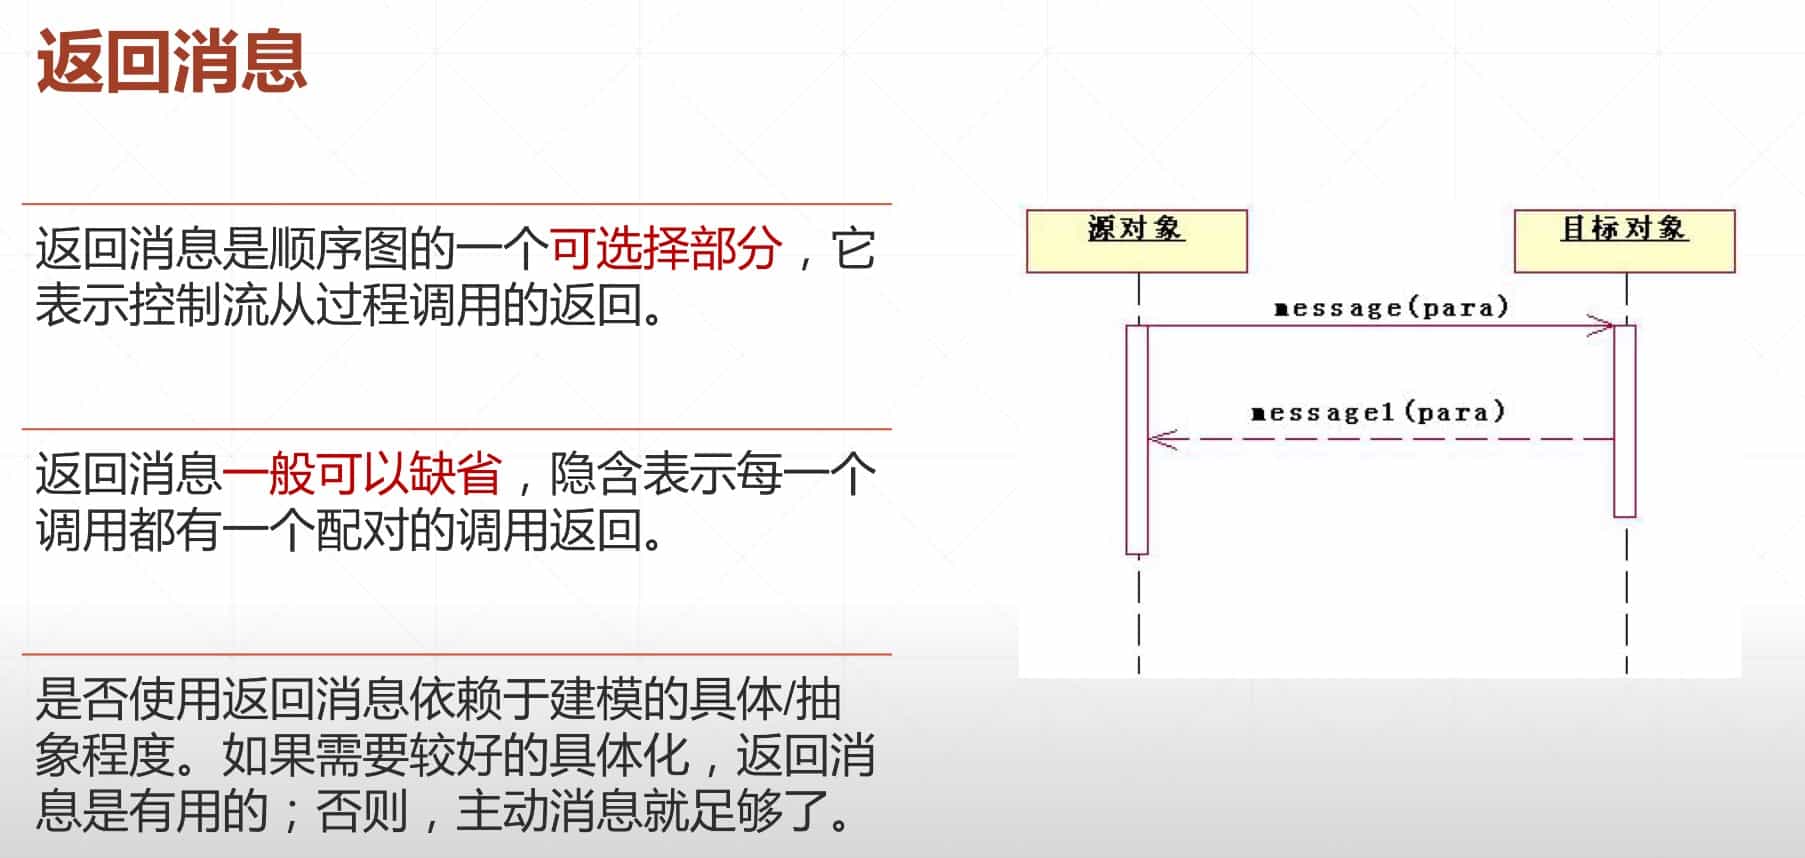 返回消息
返回消息是顺序图的一个可选择部分，它
表示控制流从过程调用的返回。
返回消息一般可以缺省，隐含表示每一个
调用都有一个配对的调用返回。
是否使用返回消息依赖于建模的具体/抽
象程度。如果需要较好的具体化，返回消
息是有用的；否则，主动消息就足够了。
源对象
目标对象
message(para)
message1(para)